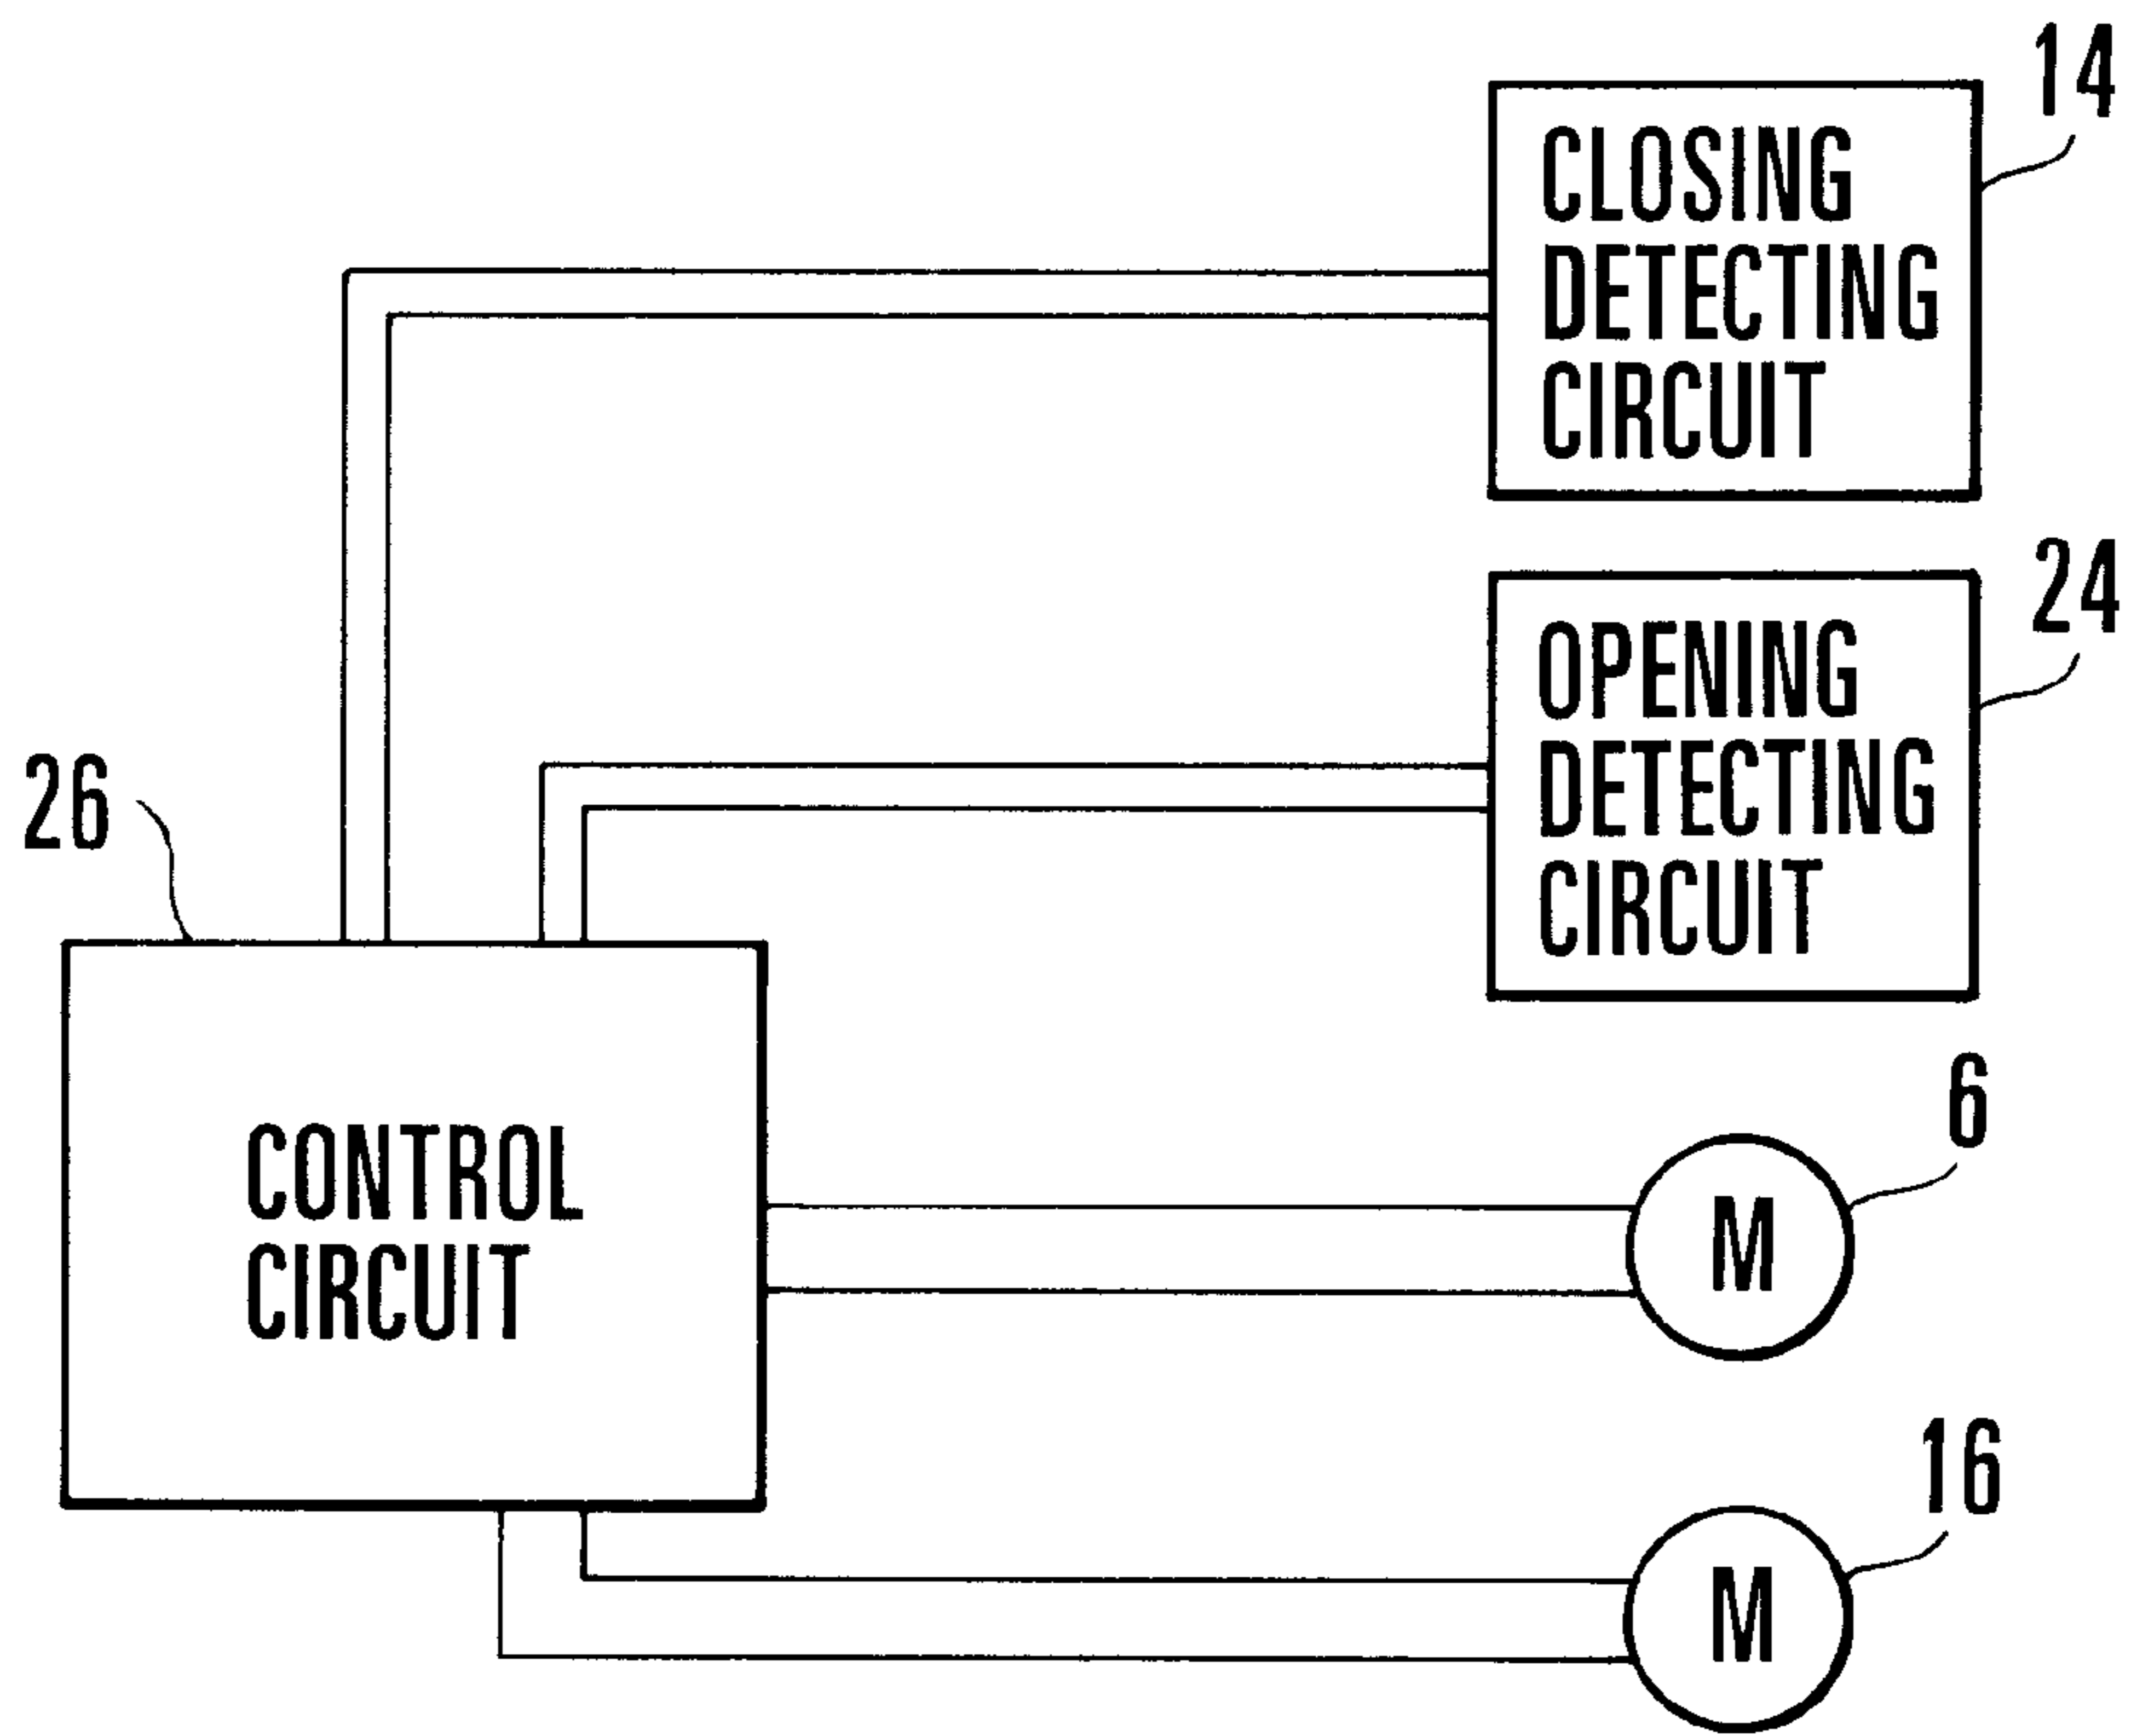 14
CLOSING
DETECTING
CIRCUIT
24
OPENING
DETECTING
CIRCUIT
26
CONTROL
CIRCUIT
6
M
16
M